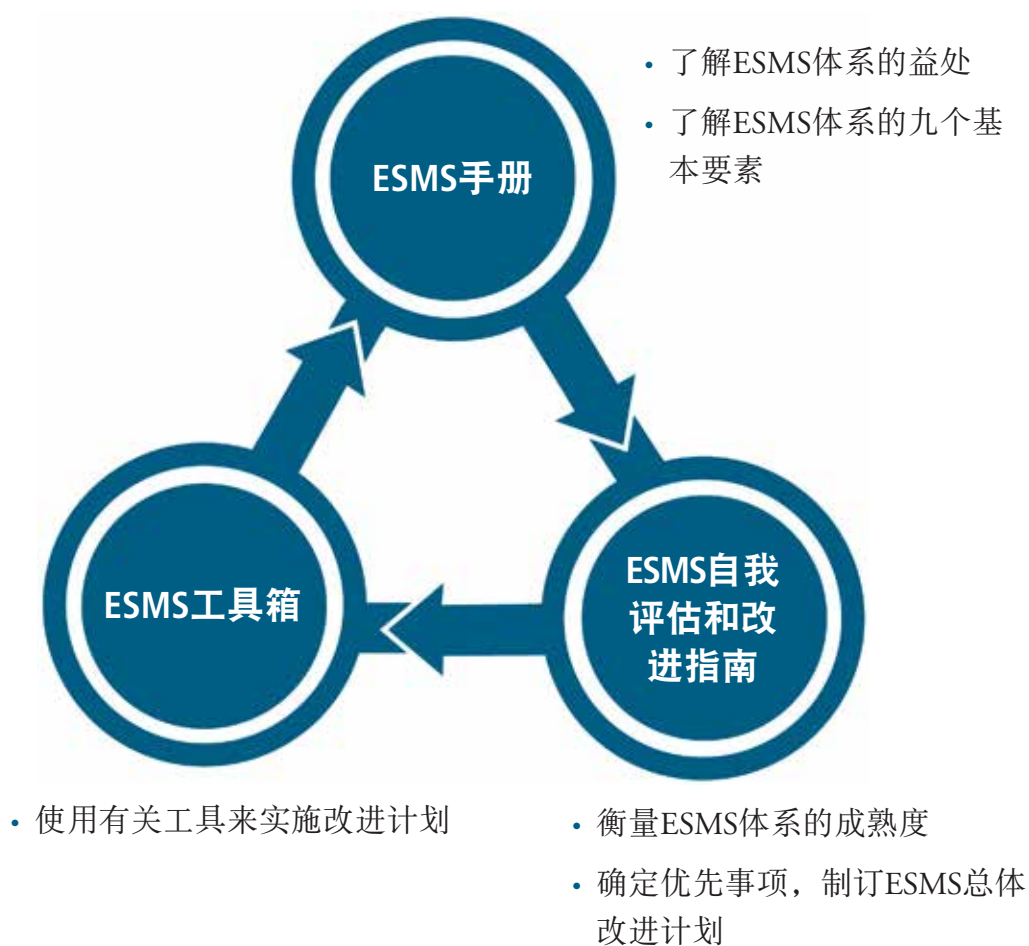 • 了解ESMS体系的益处
• 了解ESMS体系的九个基
本要素
ESMS手册
ESMS自我
评估和改
进指南
ESMS工具箱
• 使用有关工具来实施改进计划
• 衡量ESMS体系的成熟度
• 确定优先事项，制订ESMS总体
改进计划